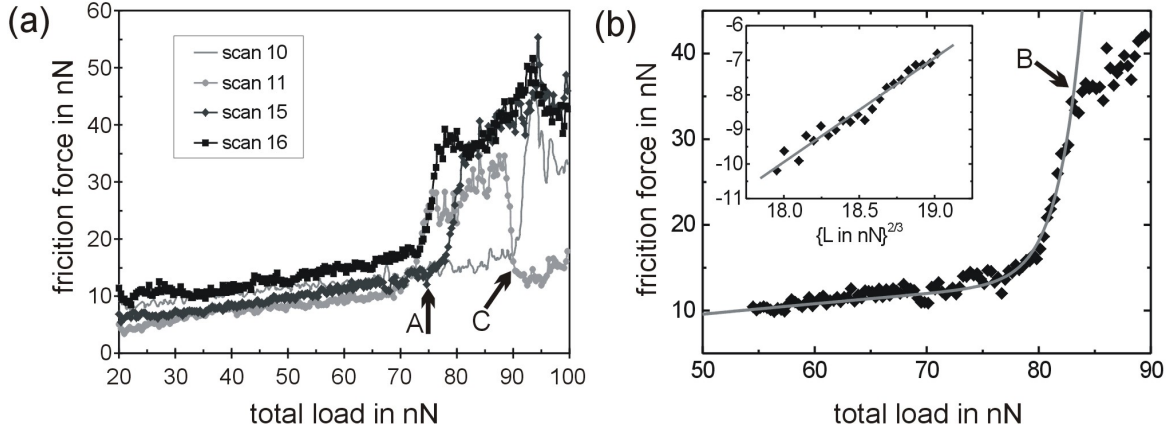 (a)
60
50
40
30
20
10
0
fricition force in nN
scan 10
scan 11
scan 15
scan 16
A
C
20 30 40 50 60 70 80 90 100
total load in nN
(b)
40
30
20
10
fricition force in nN
B
-6
-7
-8
-9
-10
-11
18.0 18.5 19.0
{L in nN}2/3
50 60 70 80 90
total load in nN